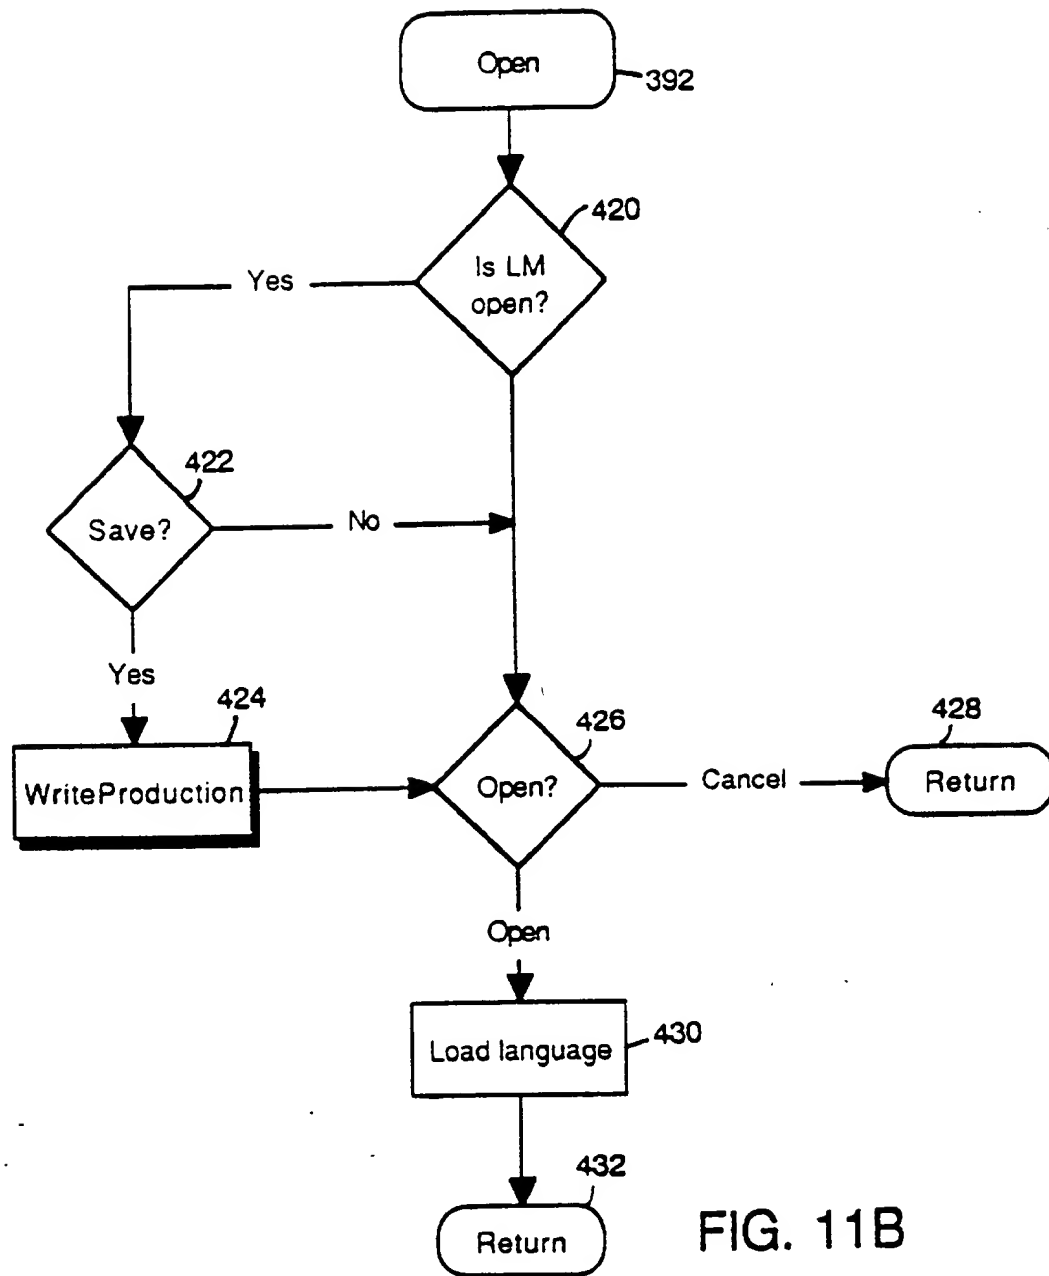 Open
392
420
Is LM
open?
Yes
422
Save?
No
Yes
424
WriteProduction
426
Open?
Cancel
428
Return
Open
Load language
430
432
Return
FIG. 11B